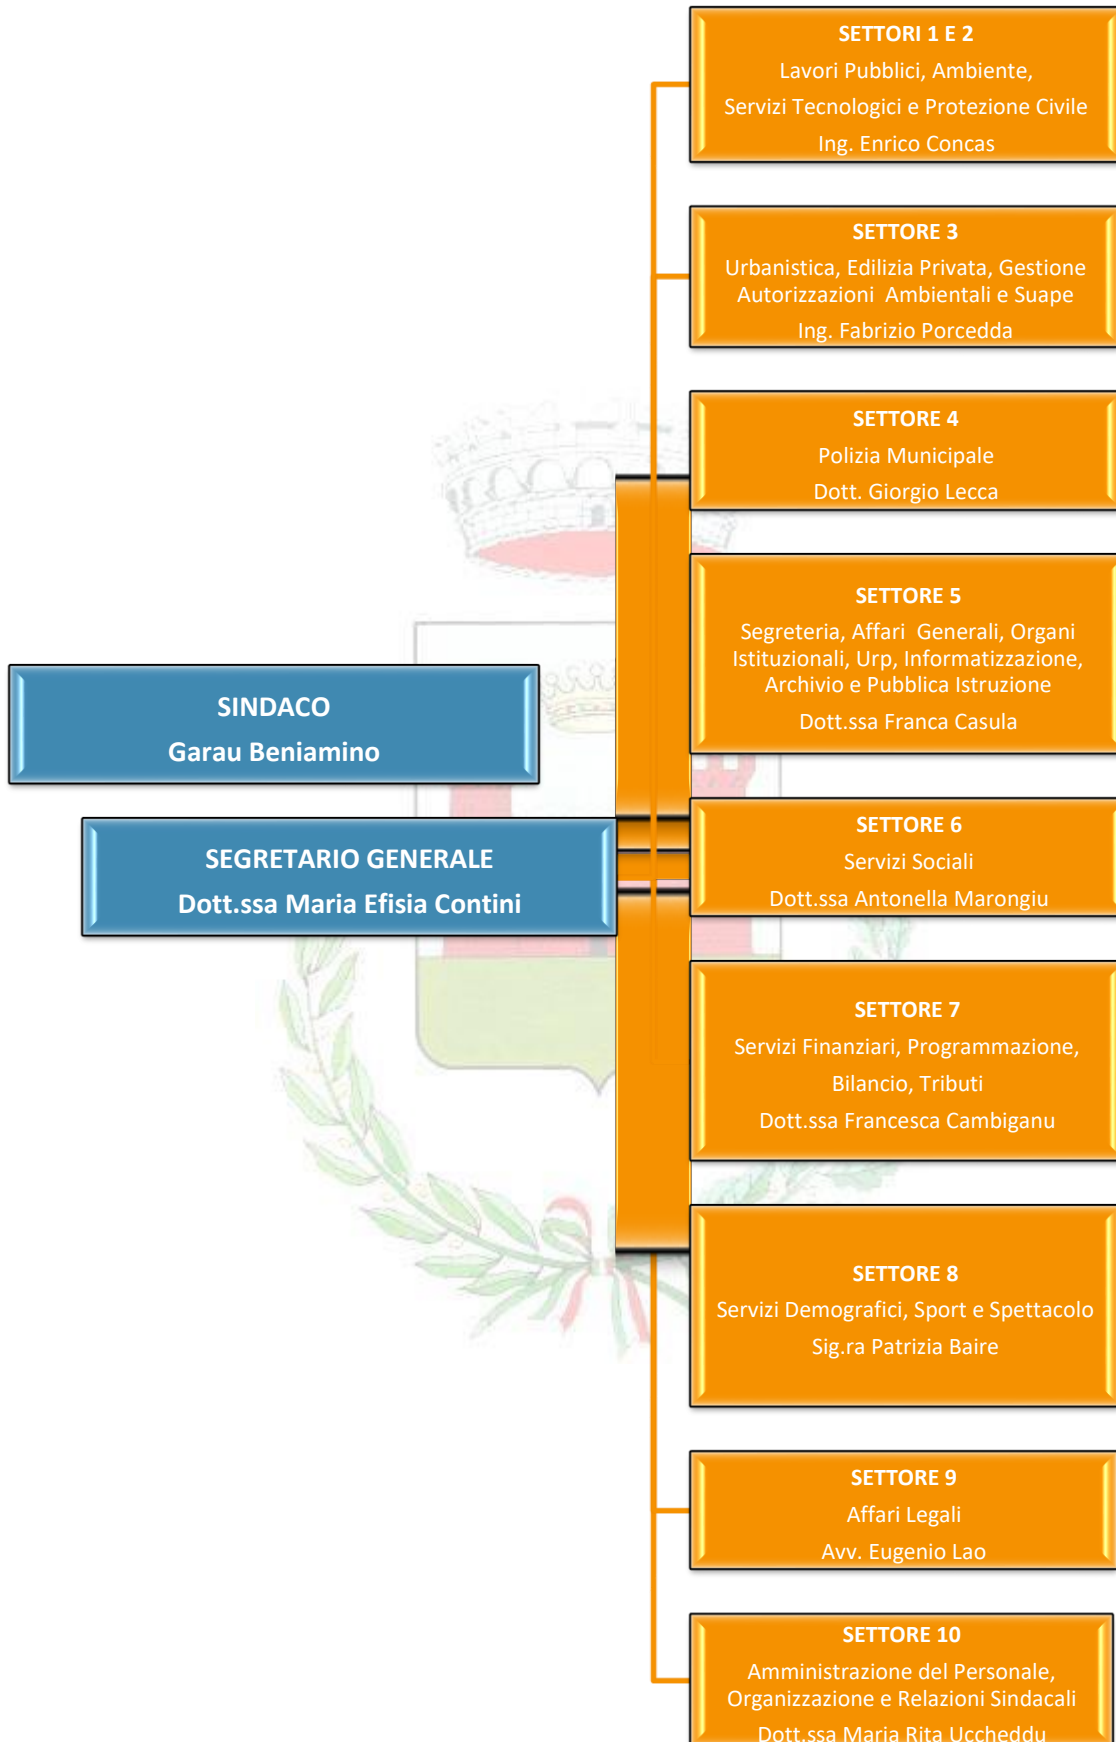 SINDACO
Garau Beniamino
SEGRETARIO GENERALE
Dott.ssa Maria Efisia Contini
SETTORI 1 E 2
Lavori Pubblici, Ambiente,
Servizi Tecnologici e Protezione Civile
Ing. Enrico Concas
SETTORE 3
Urbanistica, Edilizia Privata, Gestione
Autorizzazioni Ambientali e Suape
Ing. Fabrizio Porcedda
SETTORE 4
Polizia Municipale
Dott. Giorgio Lecca
SETTORE 5
Segreteria, Affari Generali, Organi
Istituzionali, Urp, Informatizzazione,
Archivio e Pubblica Istruzione
Dott.ssa Franca Casula
SETTORE 6
Servizi Sociali
Dott.ssa Antonella Marongiu
SETTORE 7
Servizi Finanziari, Programmazione,
Bilancio, Tributi
Dott.ssa Francesca Cambiganu
SETTORE 8
Servizi Demografici, Sport e Spettacolo
Sig.ra Patrizia Baire
SETTORE 9
Affari Legali
Avv. Eugenio Lao
SETTORE 10
Amministrazione del Personale,
Organizzazione e Relazioni Sindacali
Dott.ssa Maria Rita Uccheddu